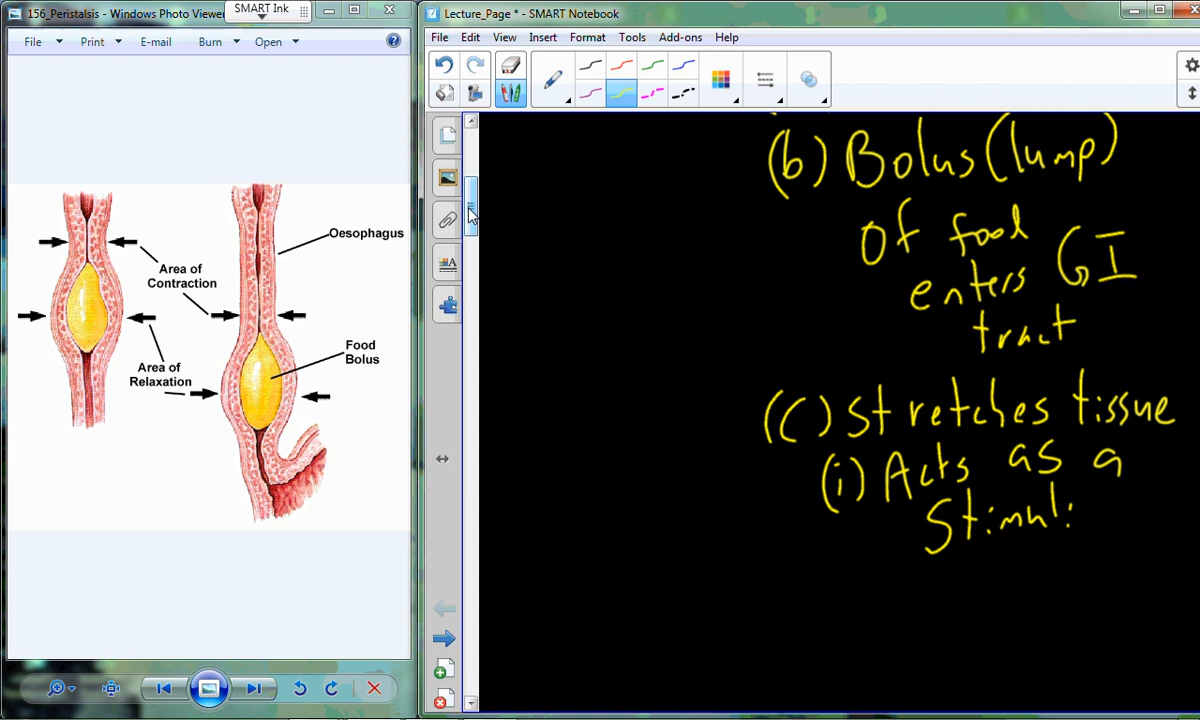 156_Peristalsis - Windows Photo Viewer
SMART Ink
File Print E-mail Burn Open
Oesophagus
Area of
Contraction
Food
Bolus
Area of
Relaxation
Lecture_Page * - SMART Notebook
File Edit View Insert Format Tools Add-ons Help
(b) Bolus (lump)
Of food
enters GI
tract
(C) Stretches tissue
(i) Acts as a
Stimuli